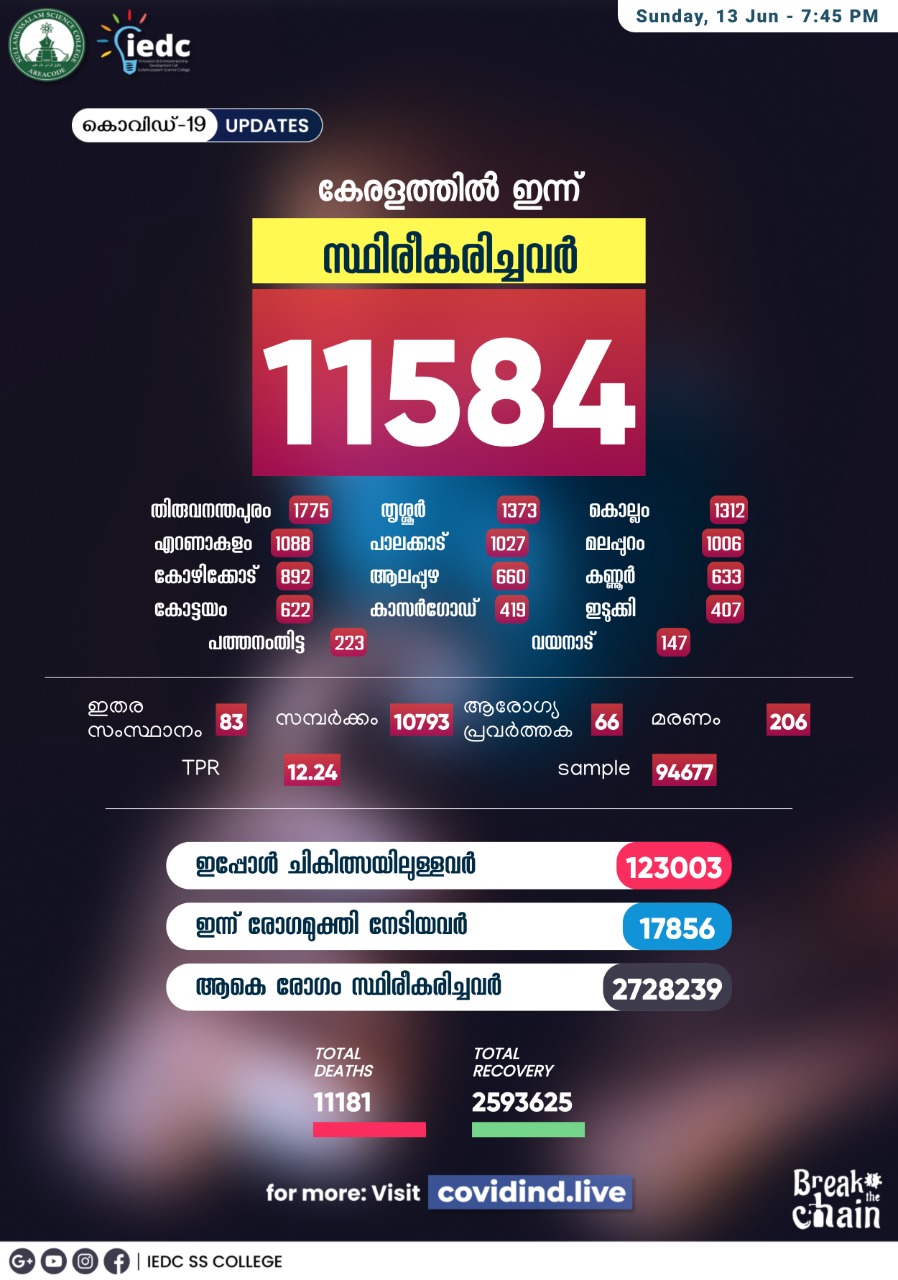 Sunday, 13 Jun - 7:45 PM
SULLAMUSSALAM SCIENCE COLLEGE
AREACODE
iedc
കൊവിഡ്-19 UPDATES
കേരളത്തിൽ ഇന്ന്
സ്ഥിരീകരിച്ചവർ
11584
തിരുവനന്തപുരം 1775 തൃശ്ശൂർ 1373 കൊല്ലം 1312
എറണാകുളം 1088 പാലക്കാട് 1027 മലപ്പുറം 1006
കോഴിക്കോട് 892 ആലപ്പുഴ 660 കണ്ണൂർ 633
കോട്ടയം 622 കാസർഗോഡ് 419 ഇടുക്കി 407
പത്തനംതിട്ട 223 വയനാട് 147
ഇതര
സംസ്ഥാനം 83 സമ്പർക്കം 10793 ആരോഗ്യ
പ്രവർത്തക 66 മരണം 206
TPR 12.24 sample 94677
ഇപ്പോൾ ചികിത്സയിലുള്ളവർ 123003
ഇന്ന് രോഗമുക്തി നേടിയവർ 17856
ആകെ രോഗം സ്ഥിരീകരിച്ചവർ 2728239
TOTAL
DEATHS
11181
TOTAL
RECOVERY
2593625
for more: Visit covidind.live
Break
the
chain
G+ | IEDC SS COLLEGE